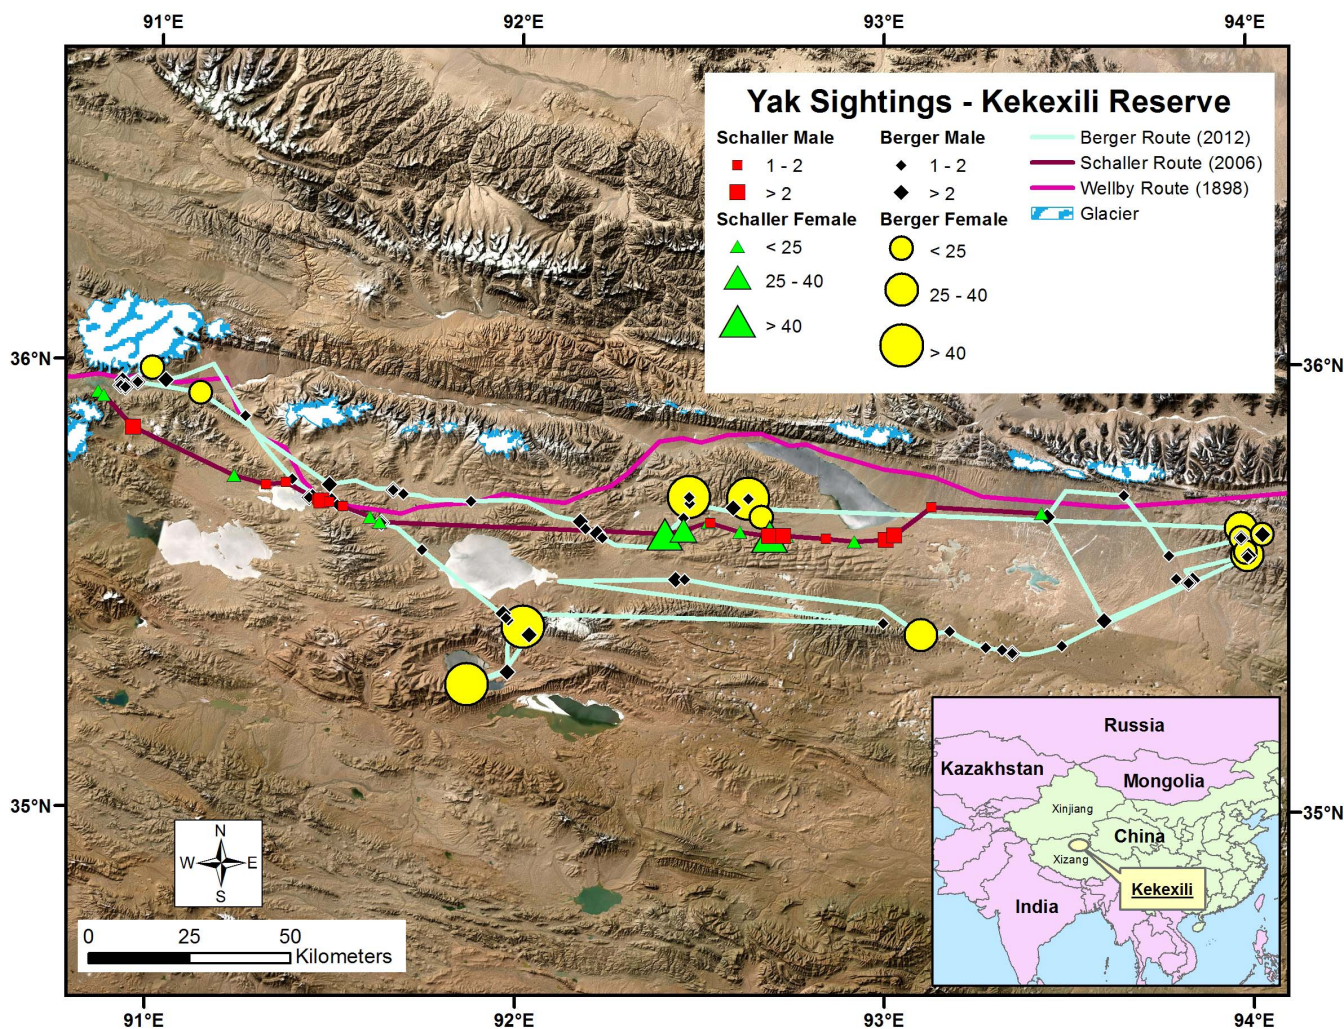 91°E 92°E 93°E 94°E
Yak Sightings - Kekexili Reserve
Schaller Male
1 - 2
> 2
Schaller Female
< 25
25 - 40
> 40
Berger Male
1 - 2
> 2
Berger Female
< 25
25 - 40
> 40
Berger Route (2012)
Schaller Route (2006)
Wellby Route (1898)
Glacier
36°N 36°N
35°N 35°N
N
W E
S
0 25 50
Kilometers
Russia
Kazakhstan
Mongolia
Xinjiang
China
Xizang
Kekexili
India
91°E 92°E 93°E 94°E